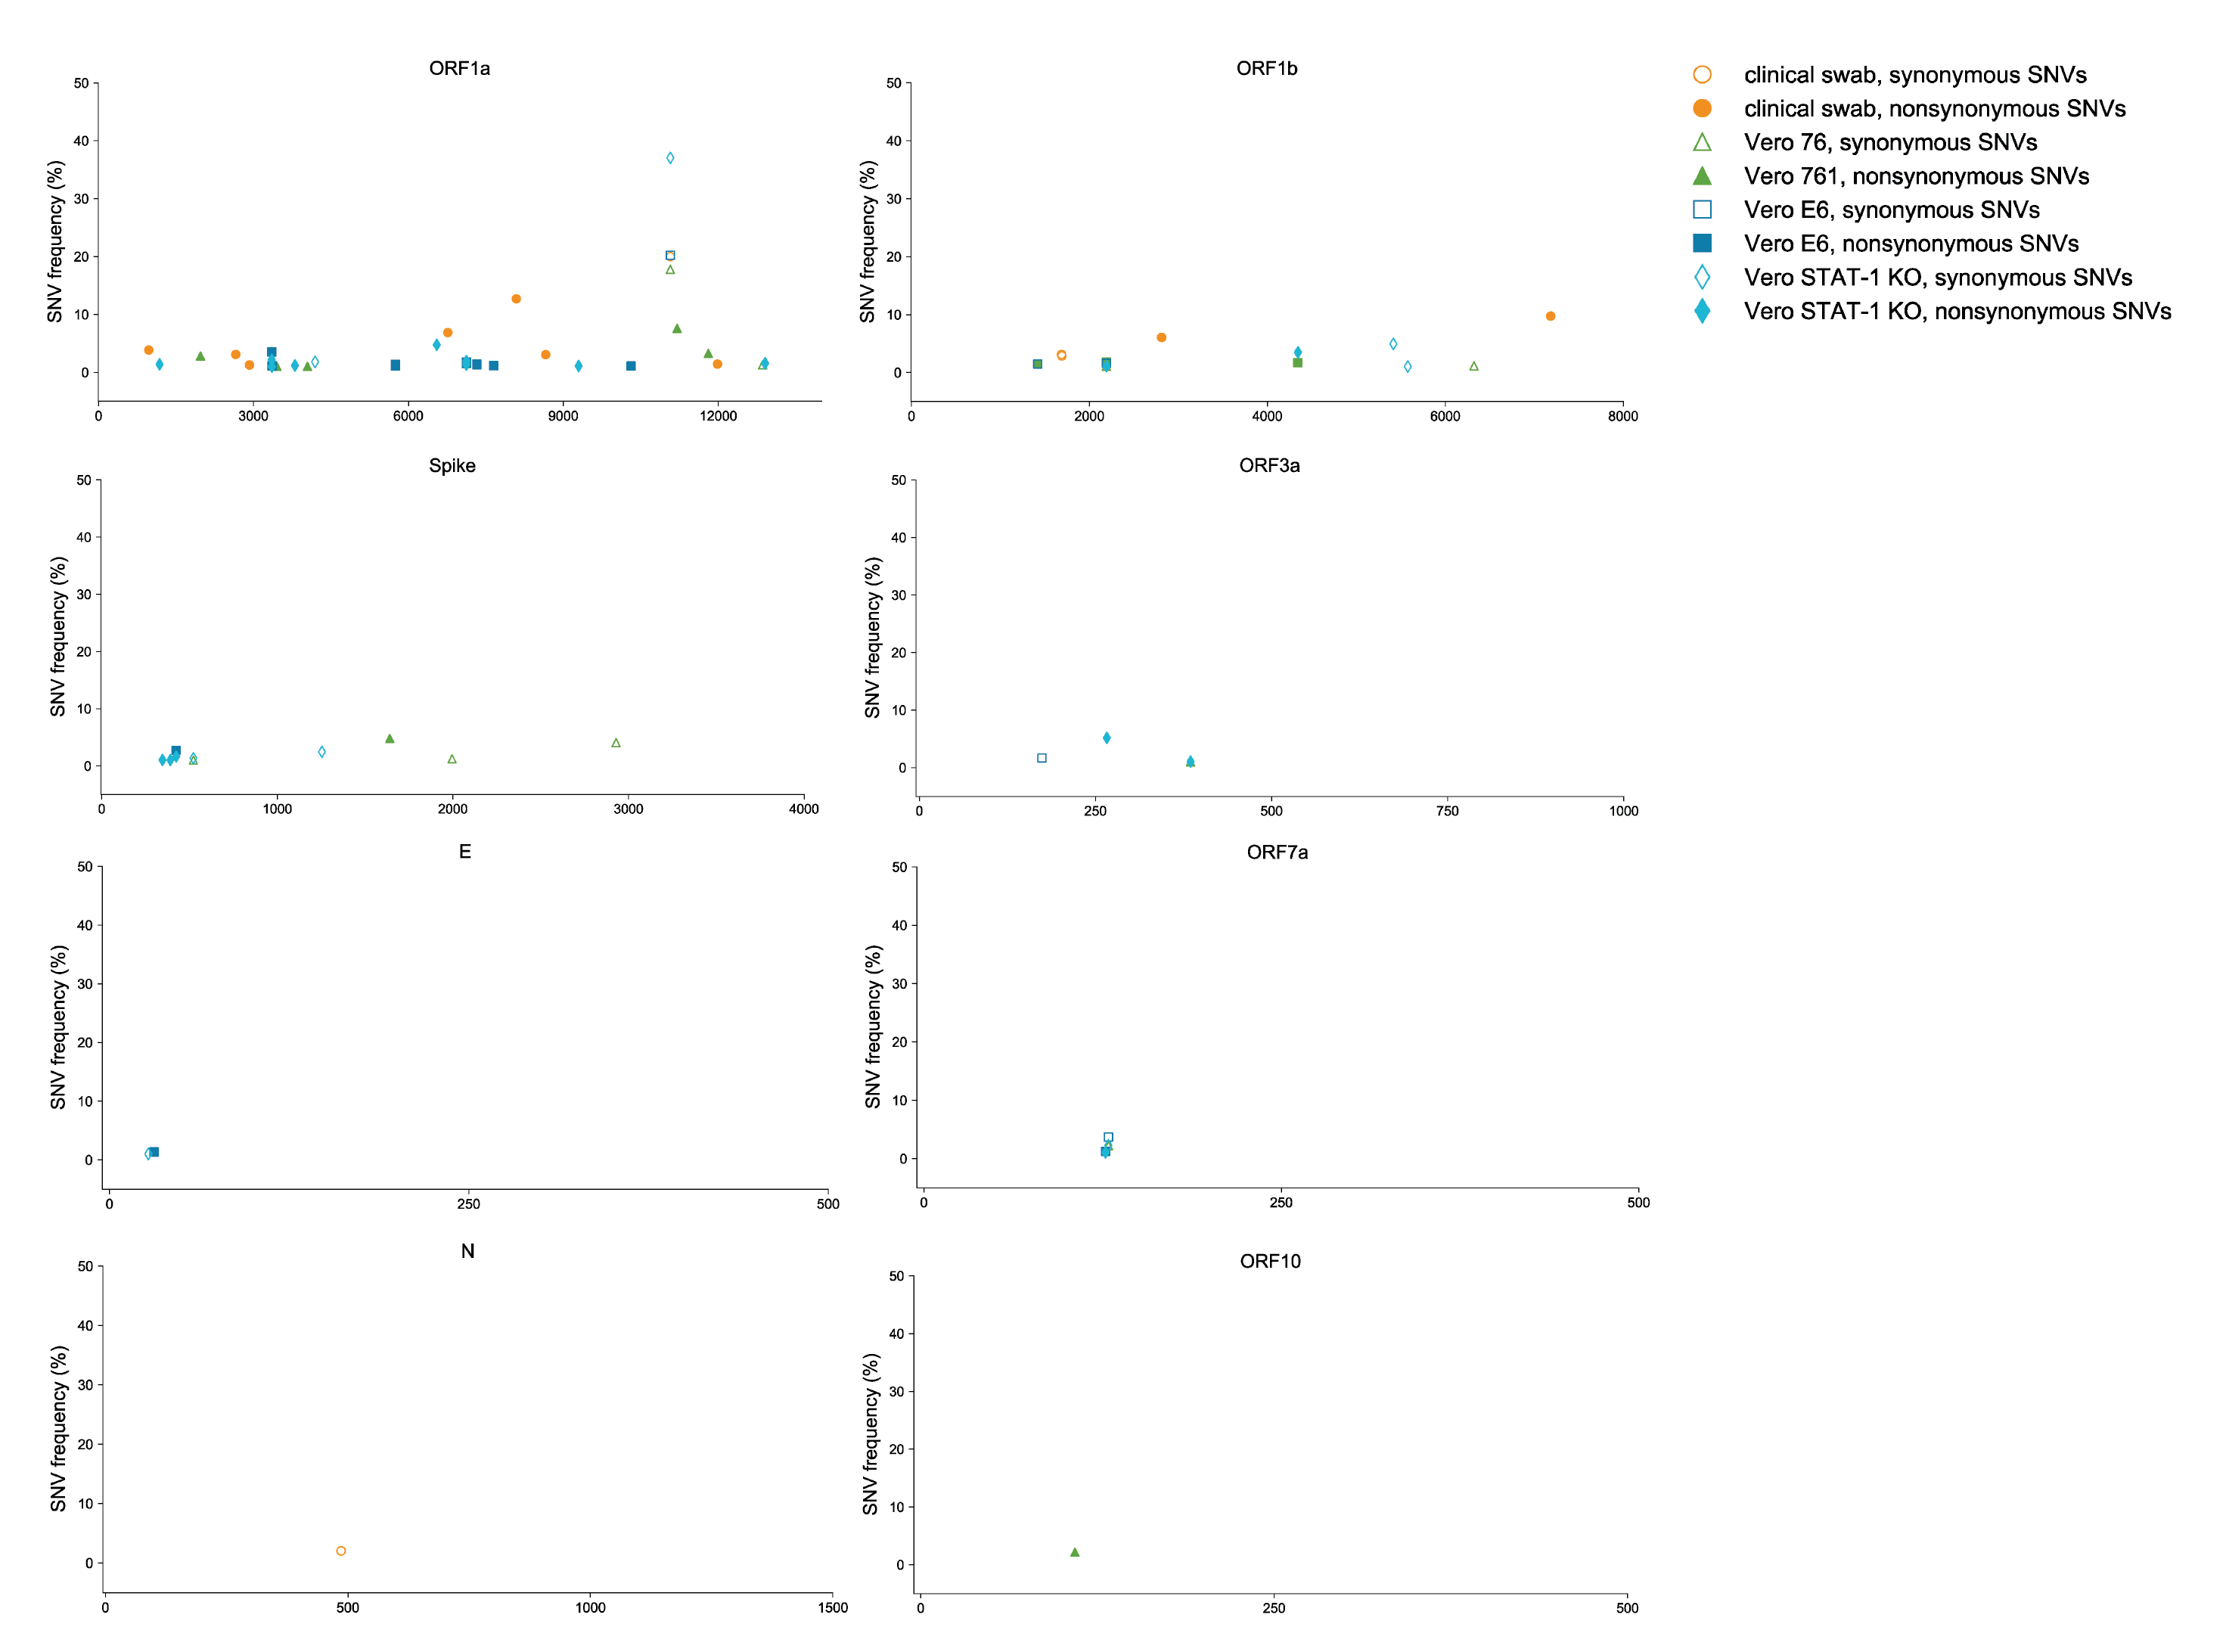 ORF1a
50
40
30
20
10
0
SNV frequency (%)
0 3000 6000 9000 12000
ORF1b
50
40
30
20
10
0
SNV frequency (%)
0 2000 4000 6000 8000
clinical swab, synonymous SNVs
clinical swab, nonsynonymous SNVs
Vero 76, synonymous SNVs
Vero 761, nonsynonymous SNVs
Vero E6, synonymous SNVs
Vero E6, nonsynonymous SNVs
Vero STAT-1 KO, synonymous SNVs
Vero STAT-1 KO, nonsynonymous SNVs
Spike
50
40
30
20
10
0
SNV frequency (%)
0 1000 2000 3000 4000
ORF3a
50
40
30
20
10
0
SNV frequency (%)
0 250 500 750 1000
E
50
40
30
20
10
0
SNV frequency (%)
0 250 500
ORF7a
50
40
30
20
10
0
SNV frequency (%)
0 250 500
N
50
40
30
20
10
0
SNV frequency (%)
0 500 1000 1500
ORF10
50
40
30
20
10
0
SNV frequency (%)
0 250 500